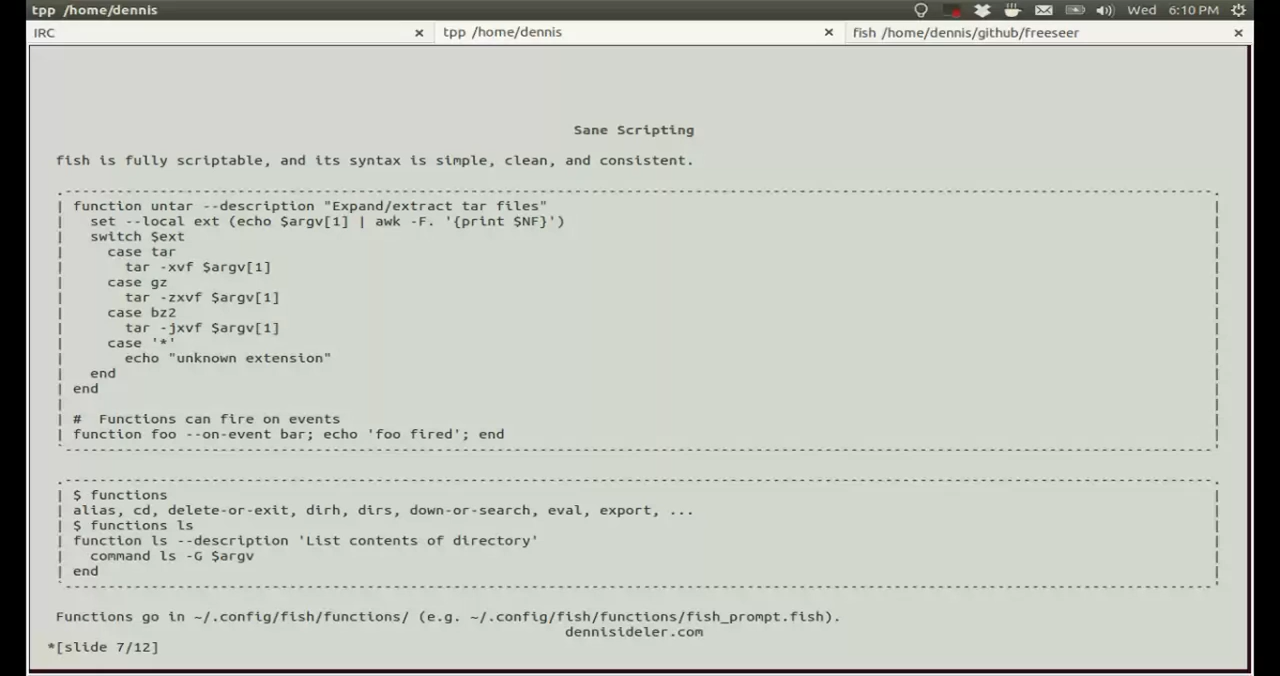 tpp /home/dennis
Wed 6:10 PM
IRC × tpp /home/dennis × fish /home/dennis/github/freeseer ×
Sane Scripting
fish is fully scriptable, and its syntax is simple, clean, and consistent.
function untar --description "Expand/extract tar files"
set --local ext (echo $argv[1] | awk -F. '{print $NF}')
switch $ext
case tar
tar -xvf $argv[1]
case gz
tar -zxvf $argv[1]
case bz2
tar -jxvf $argv[1]
case '*'
echo "unknown extension"
end
end
# Functions can fire on events
function foo --on-event bar; echo 'foo fired'; end
$ functions
alias, cd, delete-or-exit, dirh, dirs, down-or-search, eval, export, ...
$ functions ls
function ls --description 'List contents of directory'
command ls -G $argv
end
Functions go in ~/.config/fish/functions/ (e.g. ~/.config/fish/functions/fish_prompt.fish).
dennisideler.com
*[slide 7/12]